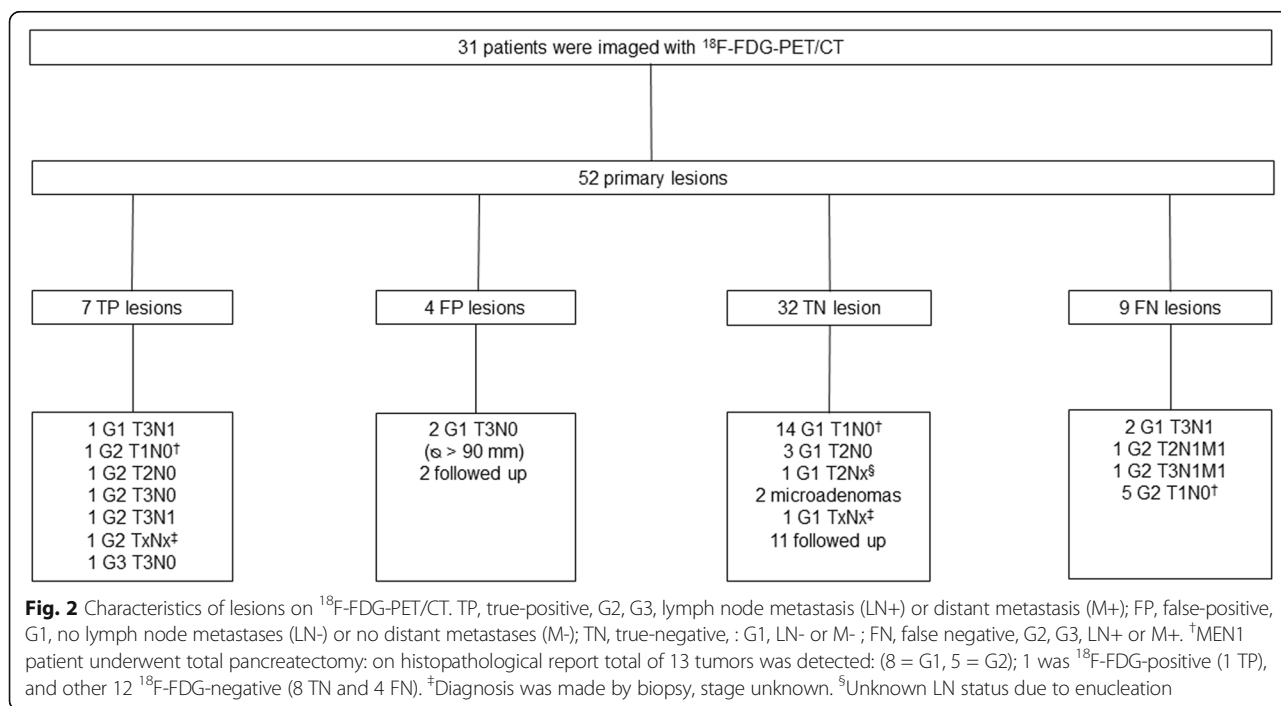 31 patients were imaged with ¹⁸F-FDG-PET/CT
52 primary lesions
7 TP lesions
4 FP lesions
32 TN lesion
9 FN lesions
1 G1 T3N1
1 G2 T1N0†
1 G2 T2N0
1 G2 T3N0
1 G2 T3N1
1 G2 TxNx‡
1 G3 T3N0
2 G1 T3N0
(⦰ > 90 mm)
2 followed up
14 G1 T1N0†
3 G1 T2N0
1 G1 T2Nx§
2 microadenomas
1 G1 TxNx‡
11 followed up
2 G1 T3N1
1 G2 T2N1M1
1 G2 T3N1M1
5 G2 T1N0†
Fig. 2 Characteristics of lesions on ¹⁸F-FDG-PET/CT. TP, true-positive, G2, G3, lymph node metastasis (LN+) or distant metastasis (M+); FP, false-positive,
G1, no lymph node metastases (LN-) or no distant metastases (M-); TN, true-negative, : G1, LN- or M- ; FN, false negative, G2, G3, LN+ or M+. †MEN1
patient underwent total pancreatectomy: on histopathological report total of 13 tumors was detected: (8 = G1, 5 = G2); 1 was ¹⁸F-FDG-positive (1 TP),
and other 12 ¹⁸F-FDG-negative (8 TN and 4 FN). ‡Diagnosis was made by biopsy, stage unknown. §Unknown LN status due to enucleation